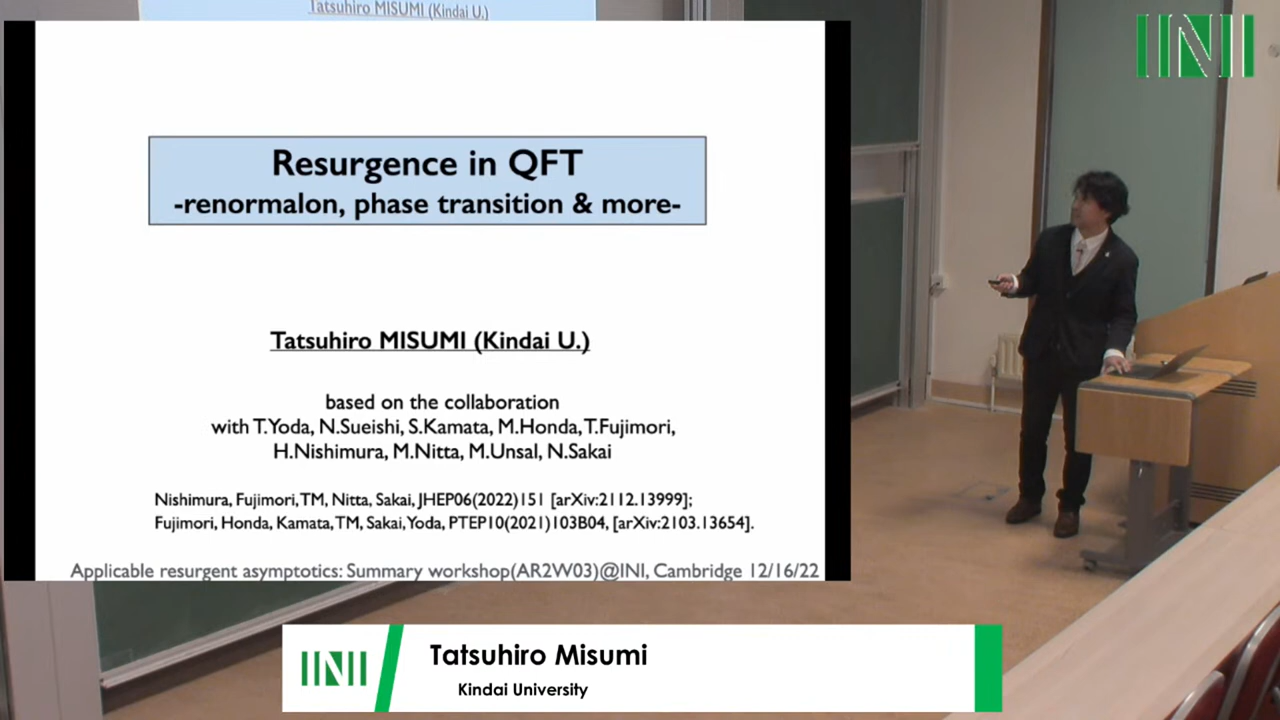 Tatsuhiro MISUMI (Kindai U.)
INI
Resurgence in QFT
-renormalon, phase transition & more-
Tatsuhiro MISUMI (Kindai U.)
based on the collaboration
with T.Yoda, N.Sueishi, S.Kamata, M.Honda,T.Fujimori,
H.Nishimura, M.Nitta, M.Unsal, N.Sakai
Nishimura, Fujimori, TM, Nitta, Sakai, JHEP06(2022)151 [arXiv:2112.13999];
Fujimori, Honda, Kamata, TM, Sakai, Yoda, PTEP10(2021)103B04, [arXiv:2103.13654].
Applicable resurgent asymptotics: Summary workshop(AR2W03)@INI, Cambridge 12/16/22
INI
Tatsuhiro Misumi
Kindai University